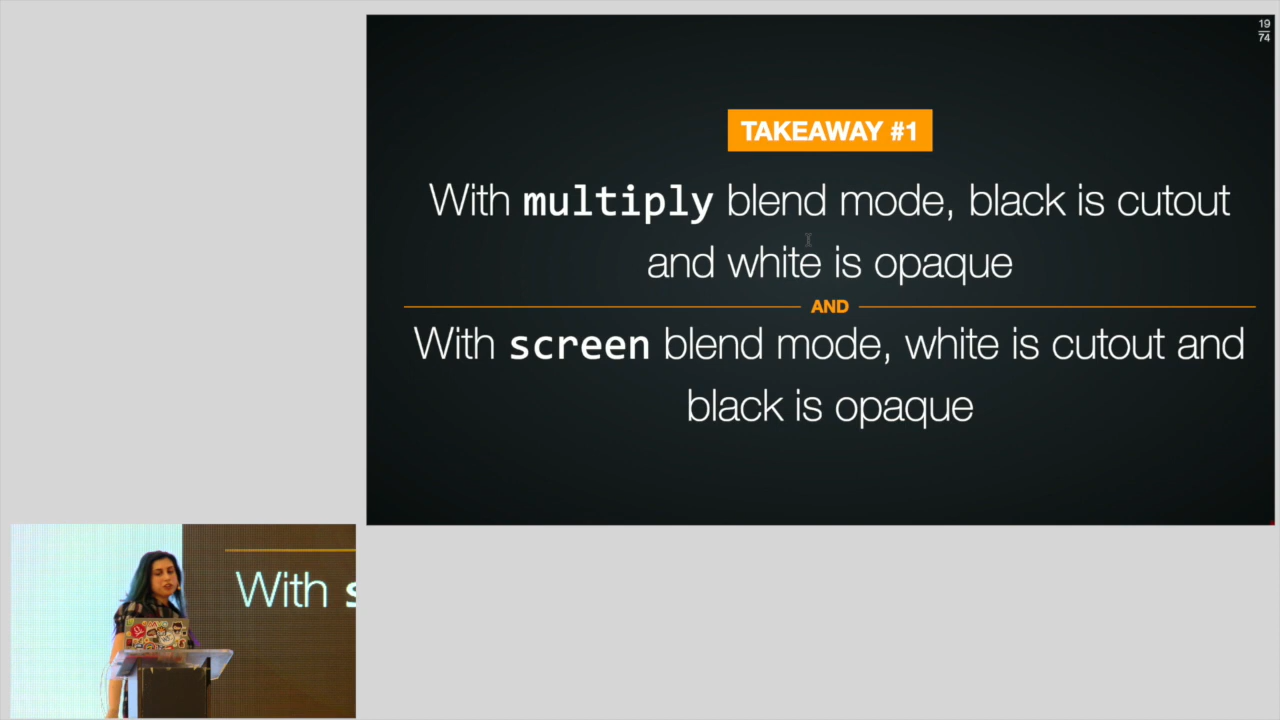 19
74
TAKEAWAY #1
With multiply blend mode, black is cutout
and white is opaque
AND
With screen blend mode, white is cutout and
black is opaque
With s